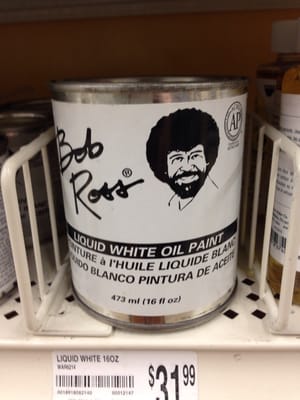 Bob
Ross®
AP
LIQUID WHITE OIL PAINT
PEINTURE à l'HUILE LIQUIDE BLANC
LIQUIDO BLANCO PINTURA DE ACEITE
473 ml (16 fl oz)
LIQUID WHITE 16OZ
$31.99